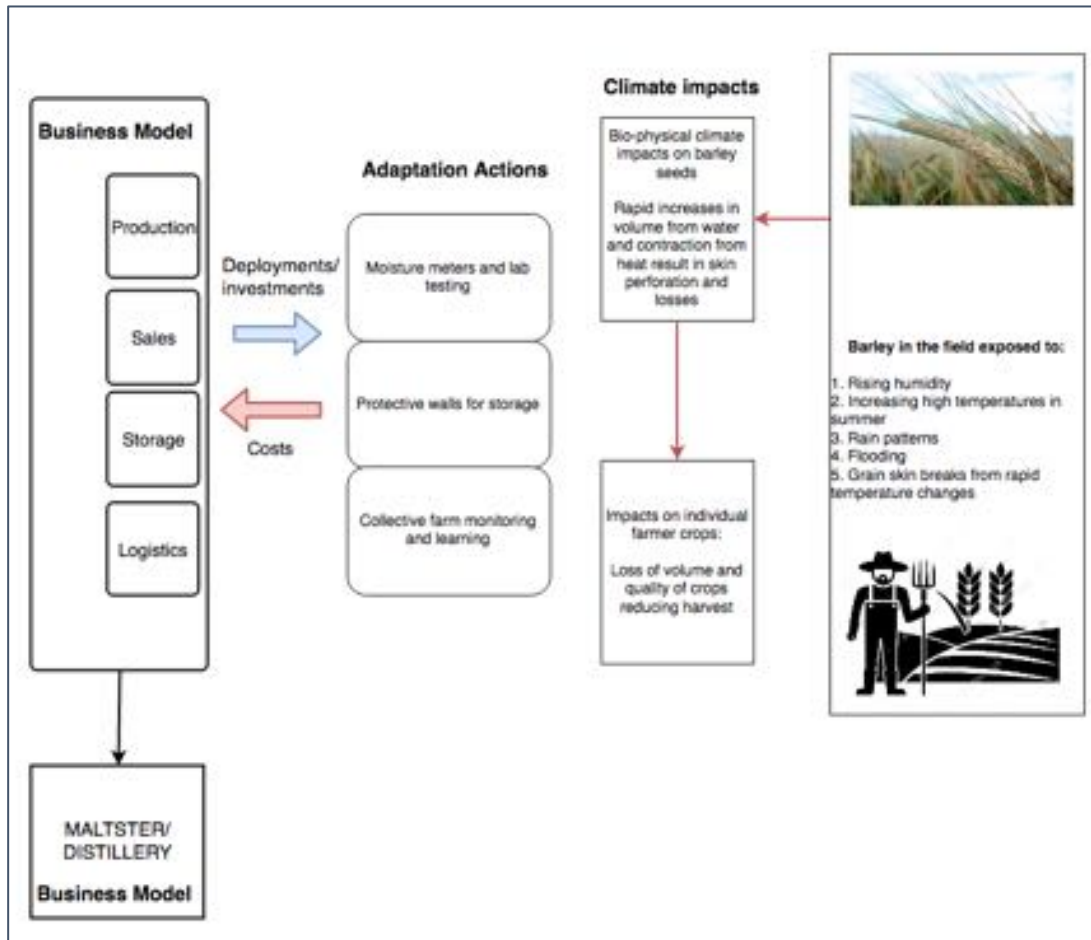 Business Model
Production
Sales
Storage
Logistics
MALTSTER/
DISTILLERY
Business Model
Deployments/
investments
Costs
Adaptation Actions
Moisture meters and lab
testing
Protective walls for storage
Collective farm monitoring
and learning
Climate impacts
Bio-physical climate
impacts on barley
seeds
Rapid increases in
volume from water
and contraction from
heat result in skin
perforation and
losses
Impacts on individual
farmer crops:
Loss of volume and
quality of crops
reducing harvest
Barley in the field exposed to:
1. Rising humidity
2. Increasing high temperatures in
summer
3. Rain patterns
4. Flooding
5. Grain skin breaks from rapid
temperature changes